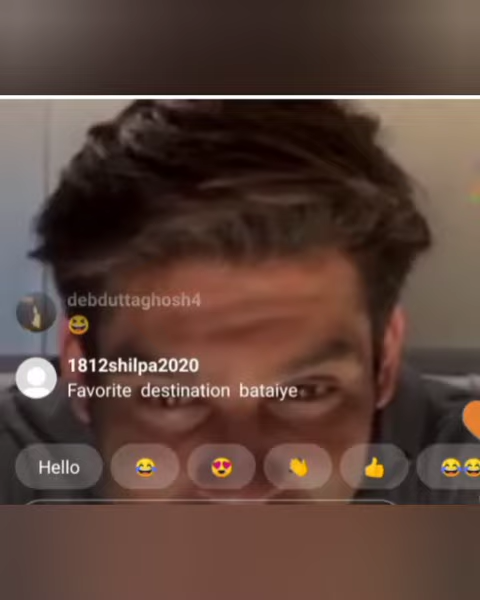 debduttaghosh4
😆
1812shilpa2020
Favorite destination bataiye
Hello 😂 😍 👏 👍 😂😂